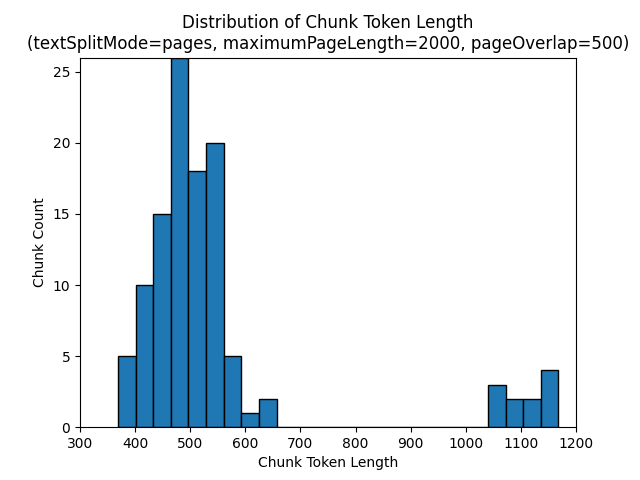 Distribution of Chunk Token Length
(textSplitMode=pages, maximumPageLength=2000, pageOverlap=500)
25
20
15
10
5
0
Chunk Count
300 400 500 600 700 800 900 1000 1100 1200
Chunk Token Length